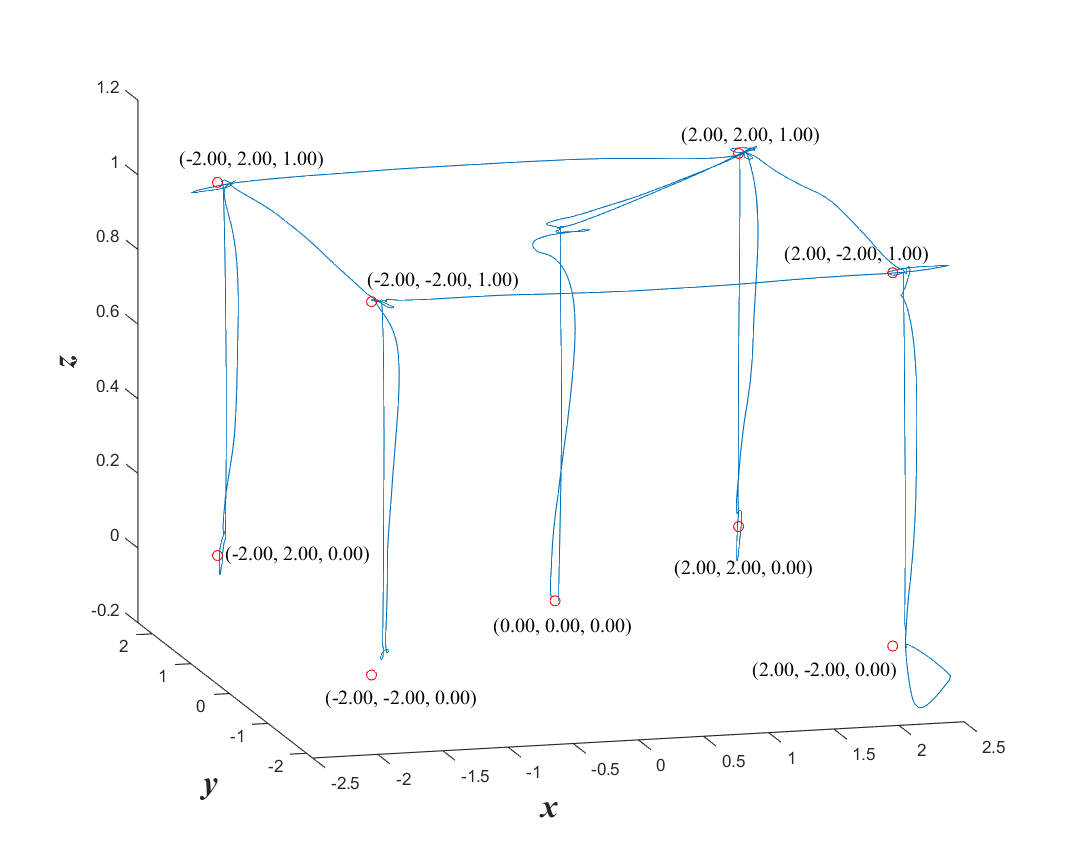 1.2
(2.00, 2.00, 1.00)
(-2.00, 2.00, 1.00)
1
0.8
(2.00, -2.00, 1.00)
(-2.00, -2.00, 1.00)
0.6
z
0.4
0.2
0
(-2.00, 2.00, 0.00)
(2.00, 2.00, 0.00)
-0.2
(0.00, 0.00, 0.00)
2
1
(2.00, -2.00, 0.00)
(-2.00, -2.00, 0.00)
0
-1
-2
y
-2.5
-2
-1.5
-1
-0.5
0
0.5
1
1.5
2
2.5
x